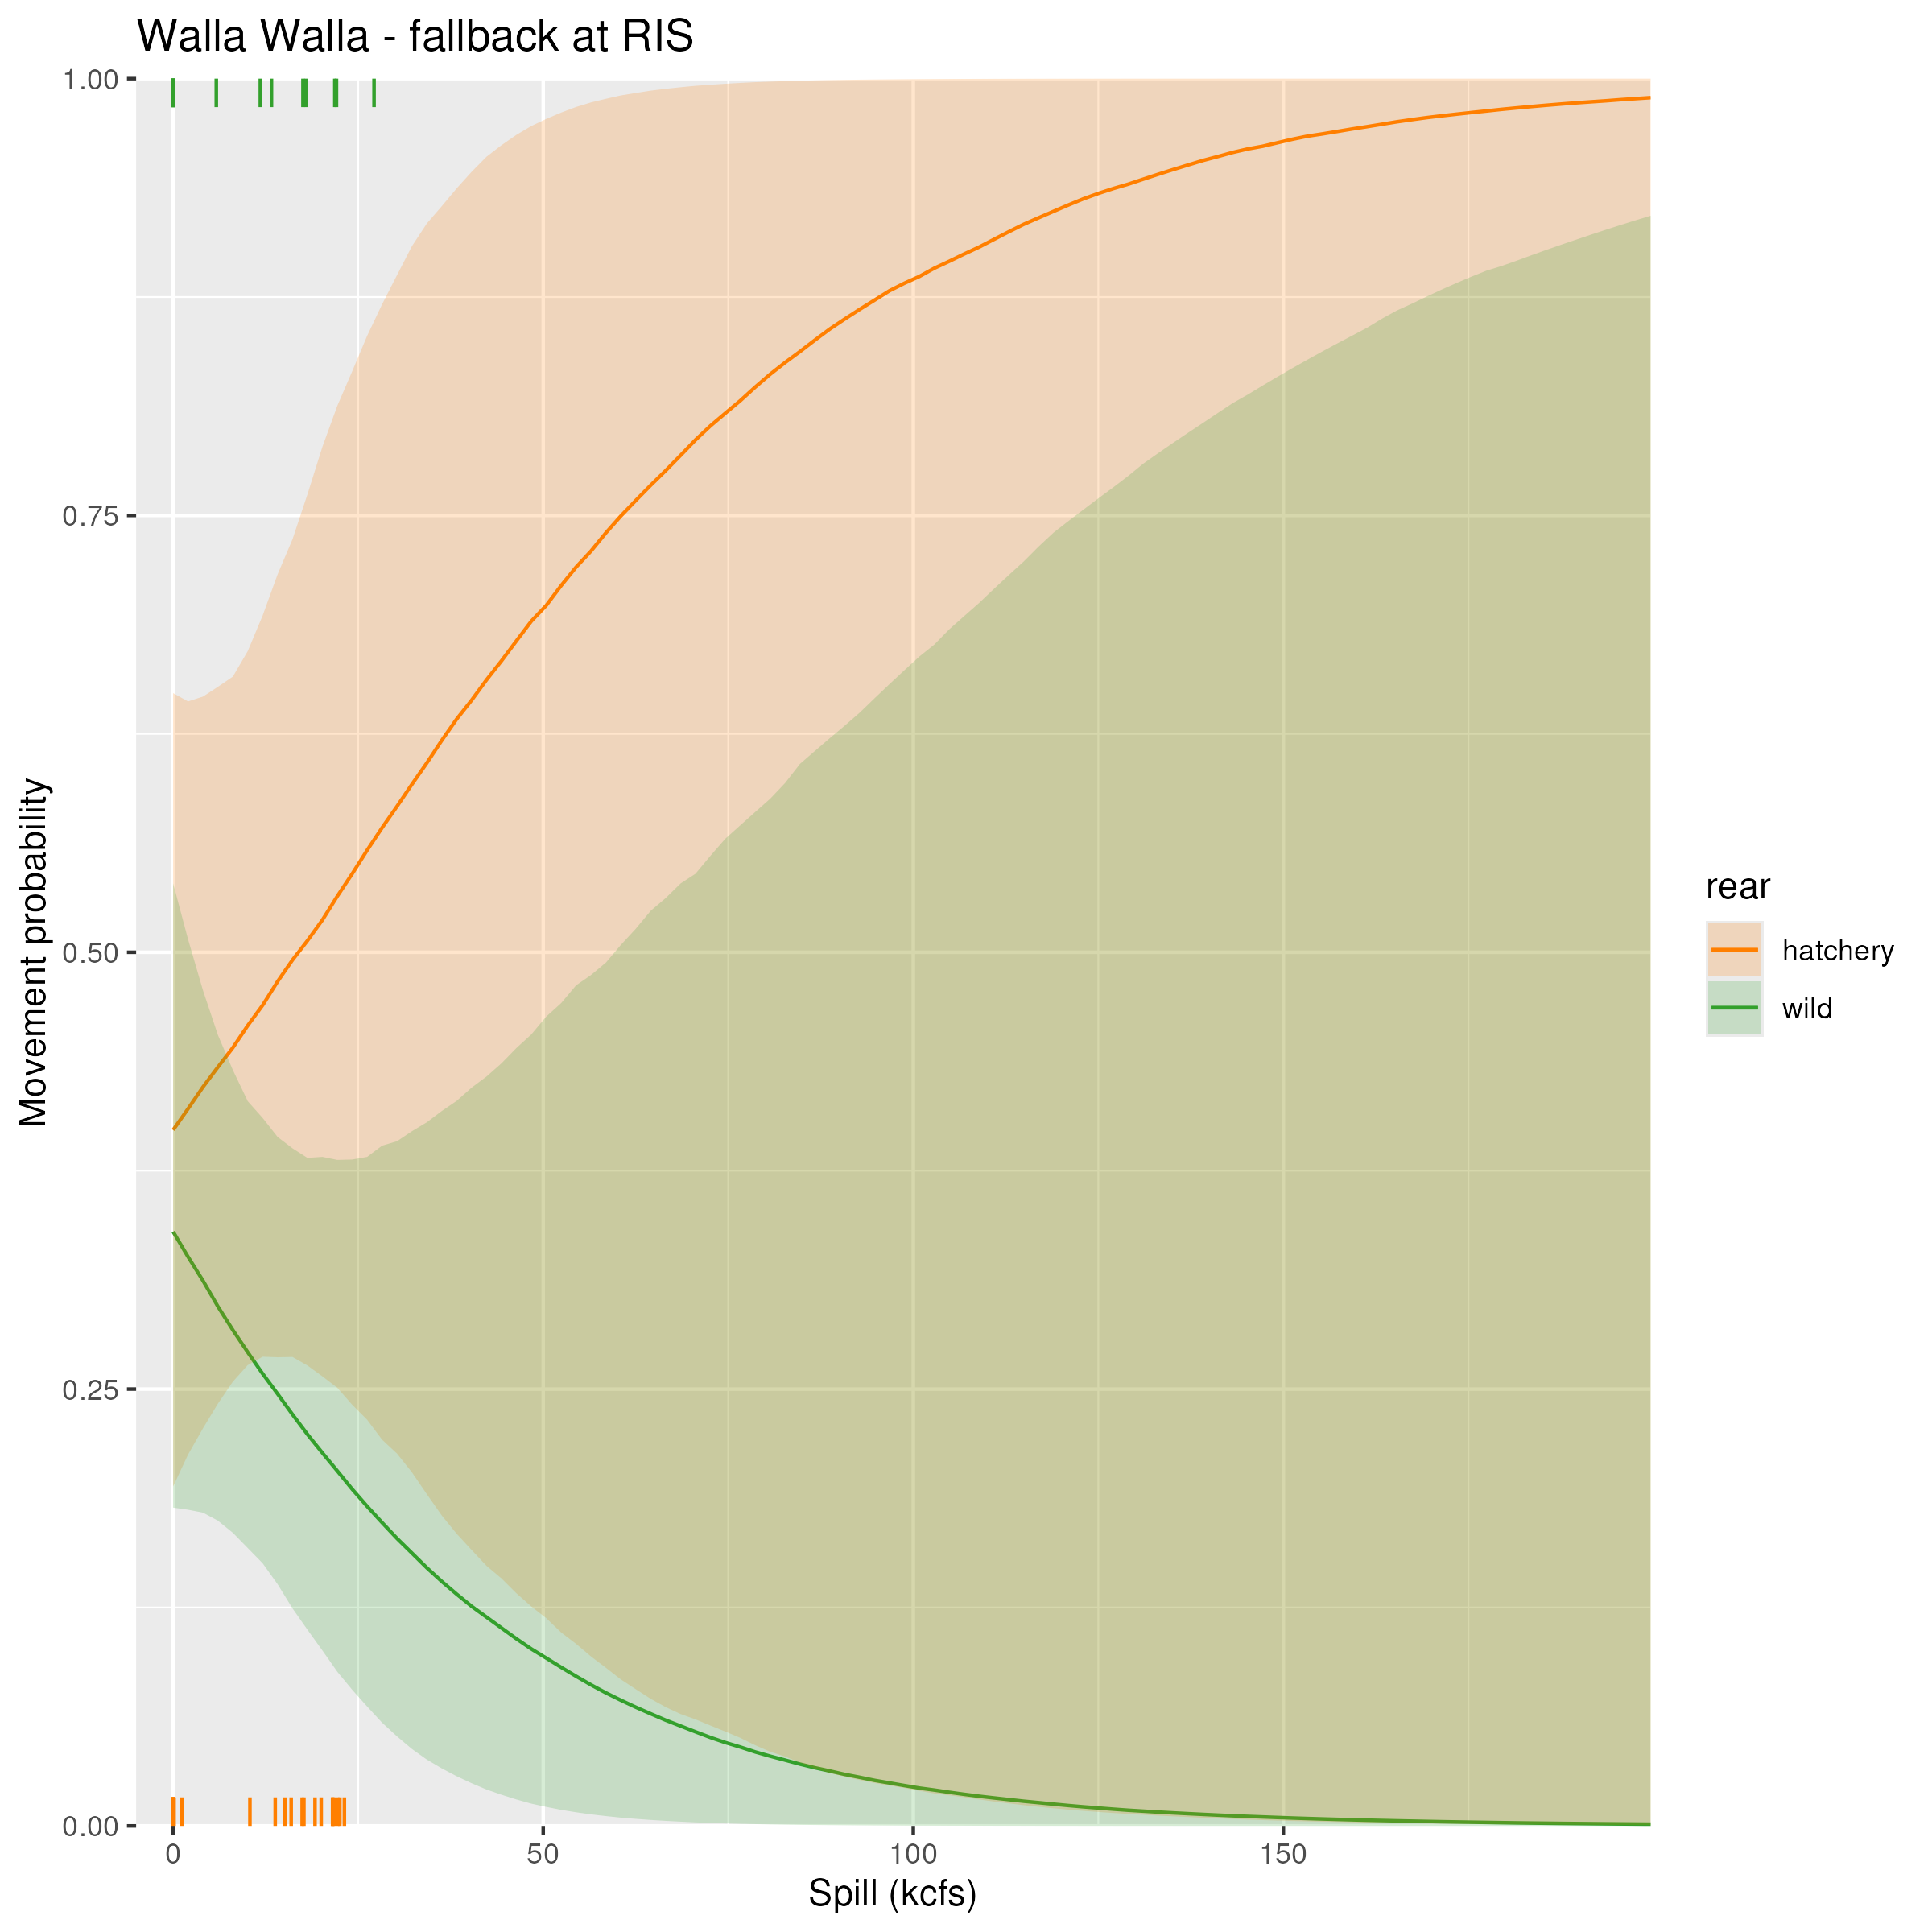 Walla Walla - fallback at RIS
1.00
0.75
0.50
0.25
0.00
Movement probability
0
50
100
150
Spill (kcfs)
rear
hatchery
wild